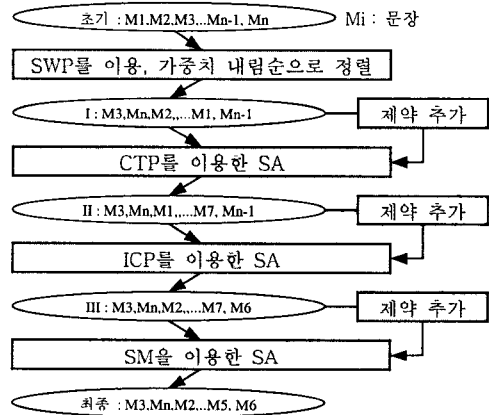 초기 : M1,M2,M3,..Mn-1, Mn
Mi : 문장
SWP를 이용, 가중치 내림순으로 정렬
I : M3,Mn,M2,,...M1, Mn-1
제약 추가
CTP를 이용한 SA
II : M3,Mn,M1,,....M7, Mn-1
제약 추가
ICP를 이용한 SA
III : M3,Mn,M2,,...M7, M6
제약 추가
SM을 이용한 SA
최종 : M3,Mn,M2...M5, M6